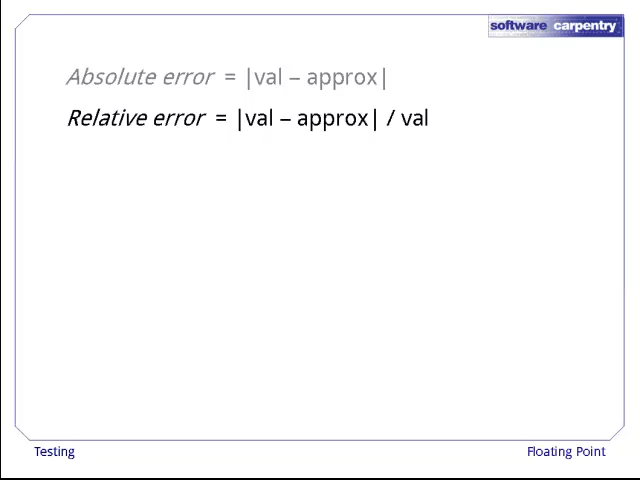 software carpentry
Absolute error = |val – approx|
Relative error = |val – approx| / val
Testing
Floating Point